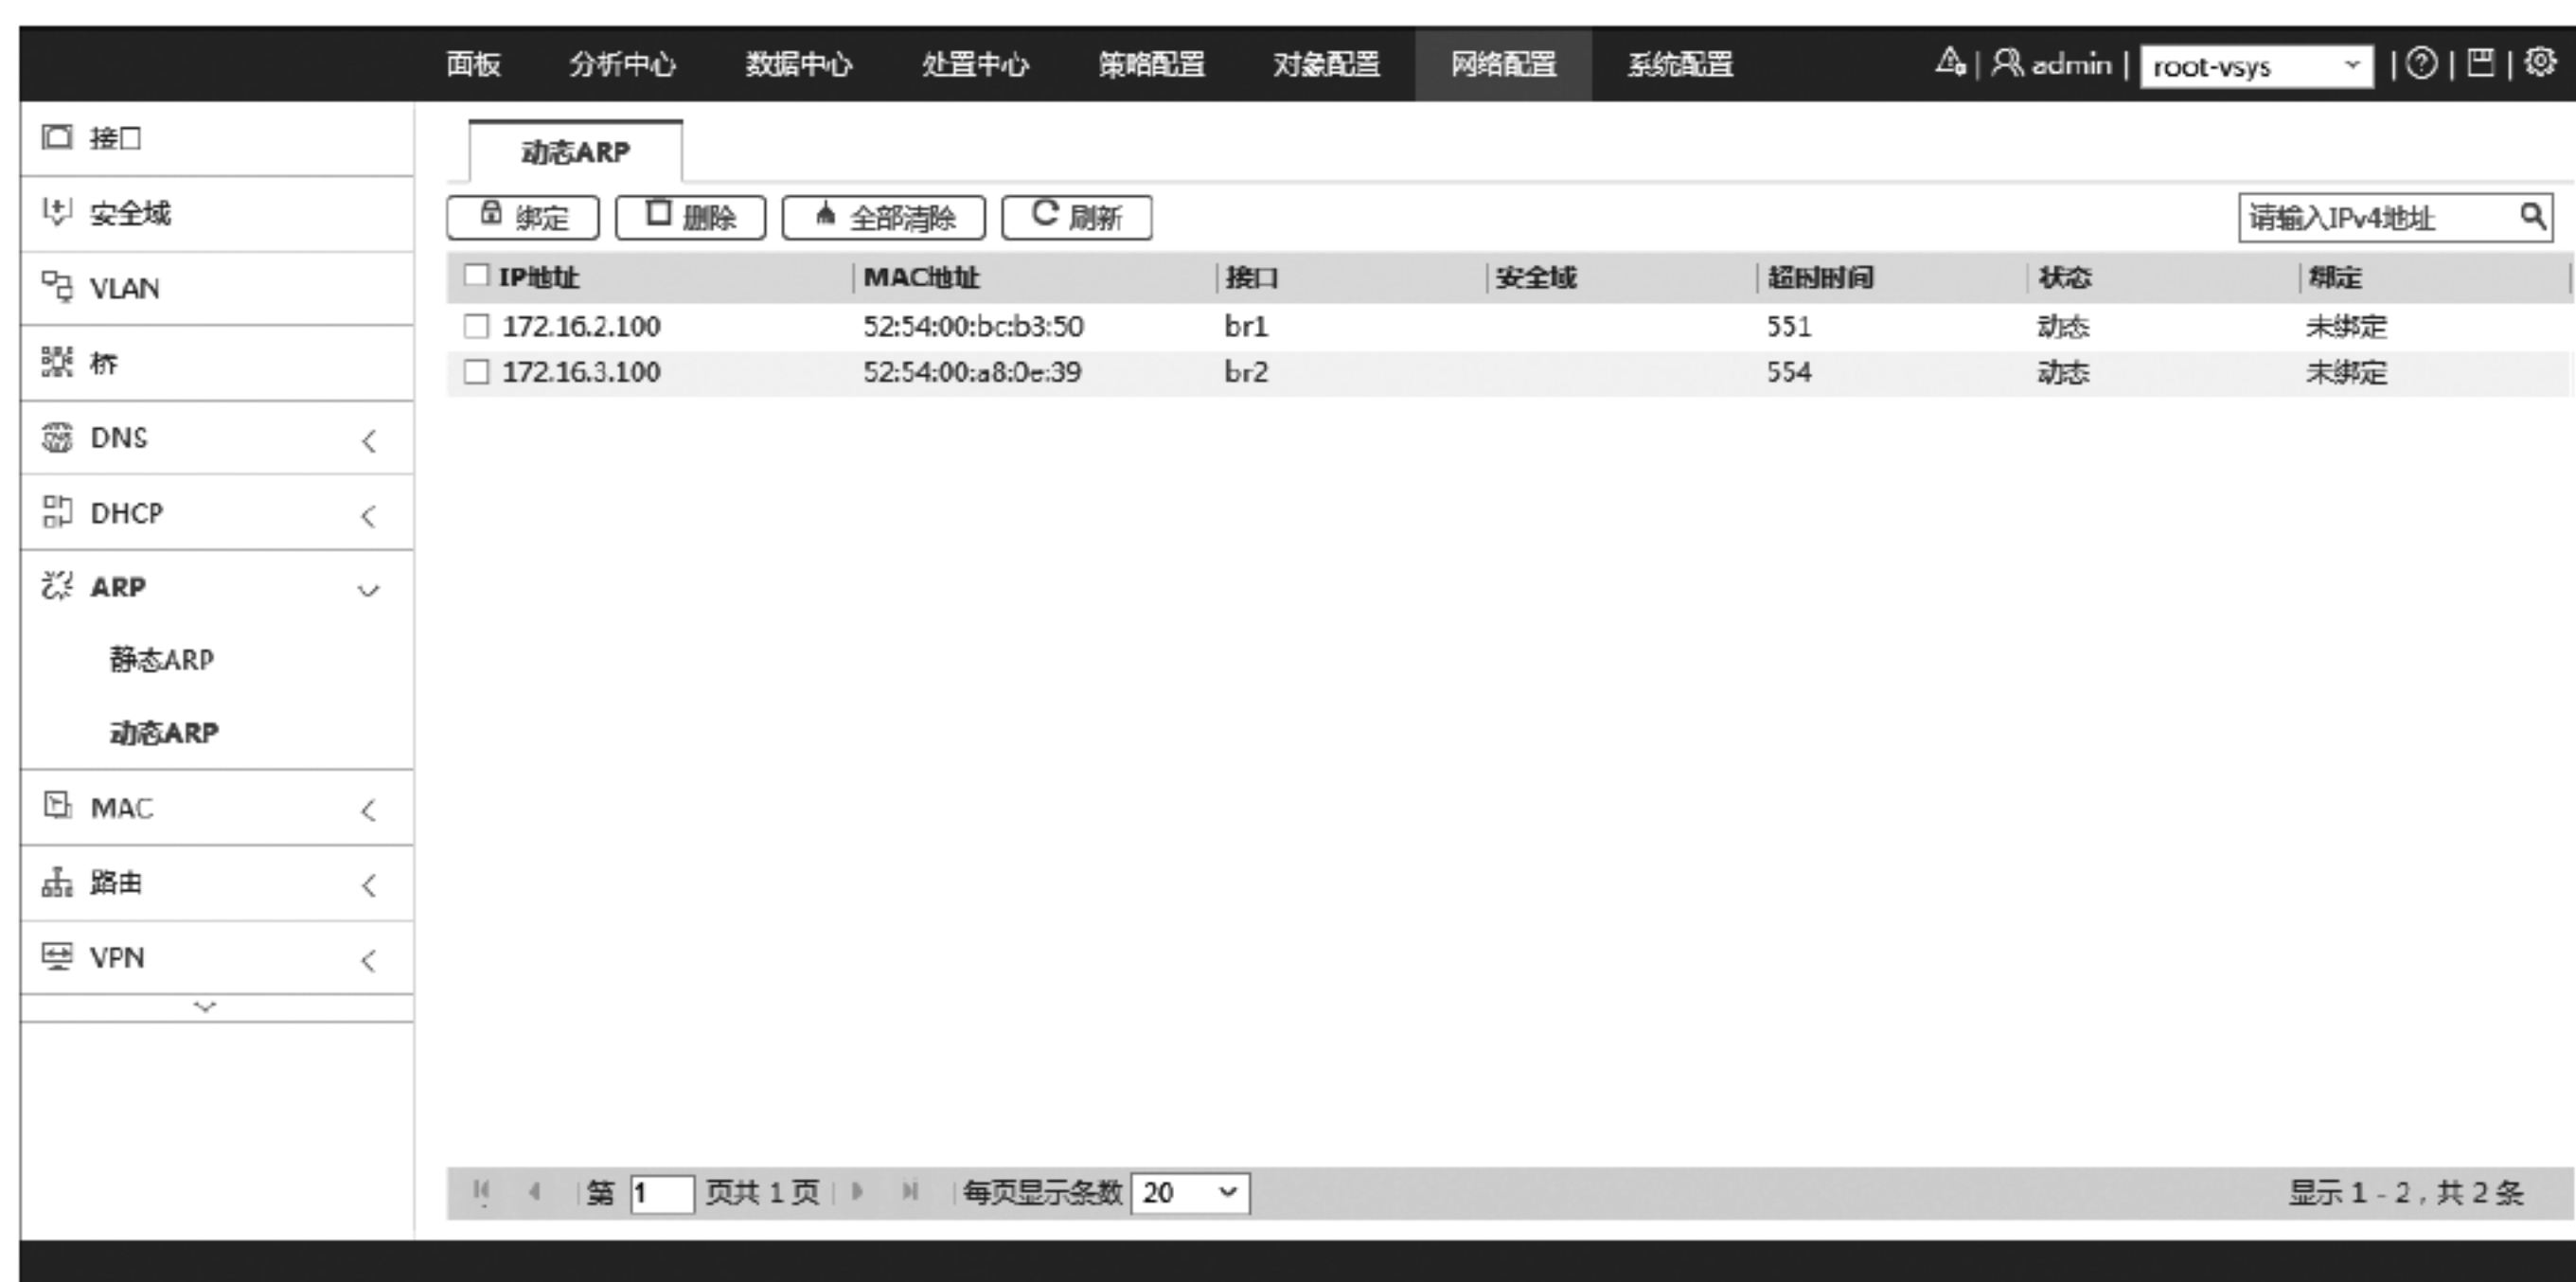 面板 分析中心 数据中心 处置中心 策略配置 对象配置 网络配置 系统配置 admin root-vsys
接口
安全域
VLAN
桥
DNS
DHCP
ARP
静态ARP
动态ARP
MAC
路由
VPN
动态ARP
绑定 删除 全部清除 刷新 请输入IPv4地址
IP地址 MAC地址 接口 安全域 超时时间 状态 绑定
172.16.2.100 52:54:00:bc:b3:50 br1 551 动态 未绑定
172.16.3.100 52:54:00:a8:0e:39 br2 554 动态 未绑定
第 1 页共 1 页 每页显示条数 20 显示 1 - 2 , 共 2 条